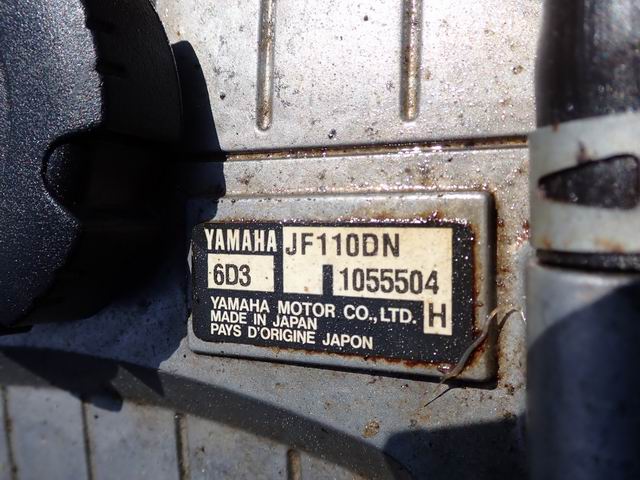 YAMAHA JF110DN
6D3 1055504
YAMAHA MOTOR CO.,LTD. H
MADE IN JAPAN
PAYS D'ORIGINE JAPON